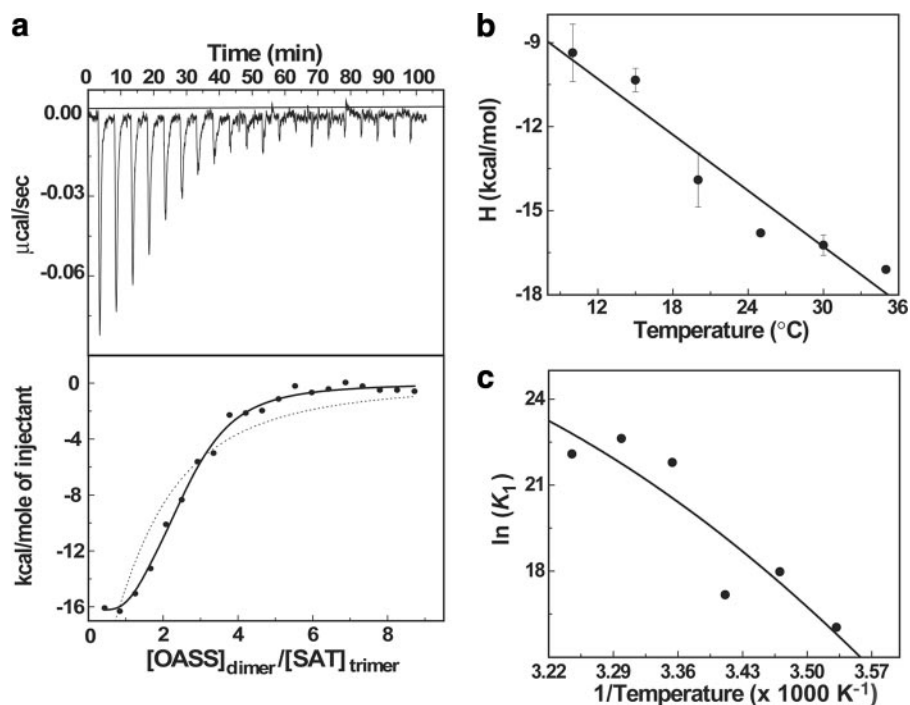 a
Time (min)
0 10 20 30 40 50 60 70 80 90 100
0.00
-0.03
-0.06
μcal/sec
0
-4
-8
-12
-16
kcal/mole of injectant
0 2 4 6 8
[OASS]dimer/[SAT]trimer
b
-9
-12
-15
-18
H (kcal/mol)
12 18 24 30 36
Temperature (°C)
c
24
21
18
ln (K1)
3.22 3.29 3.36 3.43 3.50 3.57
1/Temperature (x 1000 K-1)